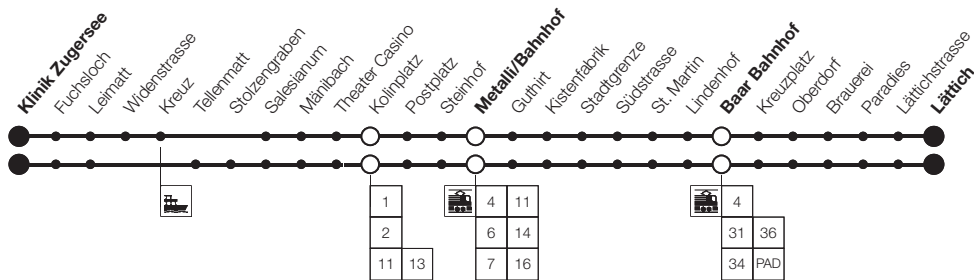 Klinik Zugersee
Fuchsloch
Leimatt
Widenstrasse
Kreuz
Tellenmatt
Stolzengraben
Salesianum
Mänibach
Theater Casino
Kolinplatz
Postplatz
Steinhof
Metalli/Bahnhof
Guthirt
Kistenfabrik
Stadtgrenze
Südstrasse
St. Martin
Lindenhof
Baar Bahnhof
Kreuzplatz
Oberdorf
Brauerei
Paradies
Lättichstrasse
Lättich
1
2
11 13
4 11
6 14
7 16
4
31 36
34 PAD